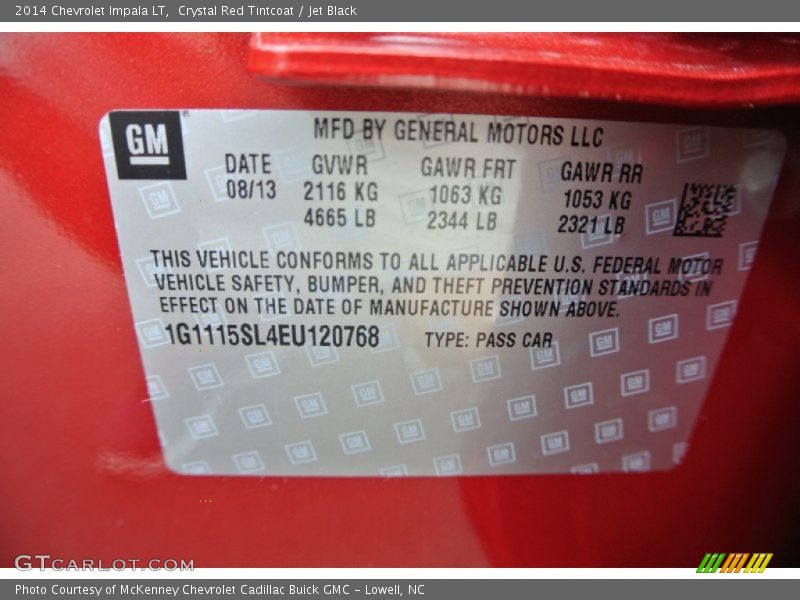 2014 Chevrolet Impala LT, Crystal Red Tintcoat / Jet Black
GM
MFD BY GENERAL MOTORS LLC
DATE GVWR GAWR FRT GAWR RR
08/13 2116 KG 1063 KG 1053 KG
4665 LB 2344 LB 2321 LB
THIS VEHICLE CONFORMS TO ALL APPLICABLE U.S. FEDERAL MOTOR
VEHICLE SAFETY, BUMPER, AND THEFT PREVENTION STANDARDS IN
EFFECT ON THE DATE OF MANUFACTURE SHOWN ABOVE.
1G1115SL4EU120768 TYPE: PASS CAR
GTCARLOT.COM
Photo Courtesy of McKenney Chevrolet Cadillac Buick GMC – Lowell, NC